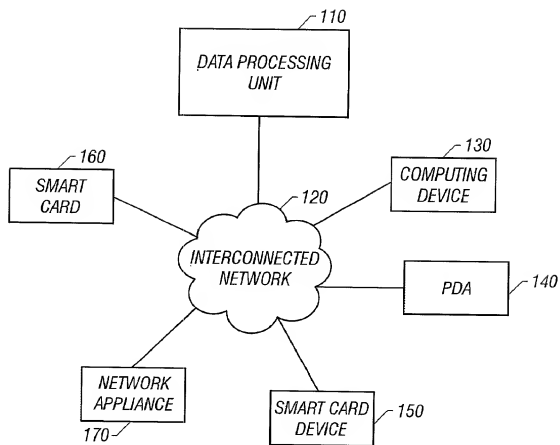 110
DATA PROCESSING
UNIT
160
SMART
CARD
120
130
COMPUTING
DEVICE
INTERCONNECTED
NETWORK
PDA
140
NETWORK
APPLIANCE
170
SMART CARD
DEVICE
150